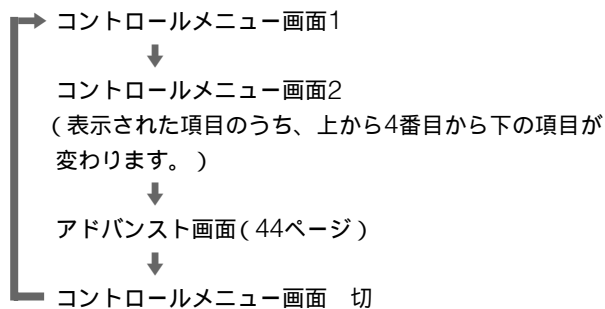 コントロールメニュー画面1
コントロールメニュー画面2
(表示された項目のうち、上から4番目から下の項目が
変わります。)
アドバンスト画面(44ページ)
コントロールメニュー画面　切